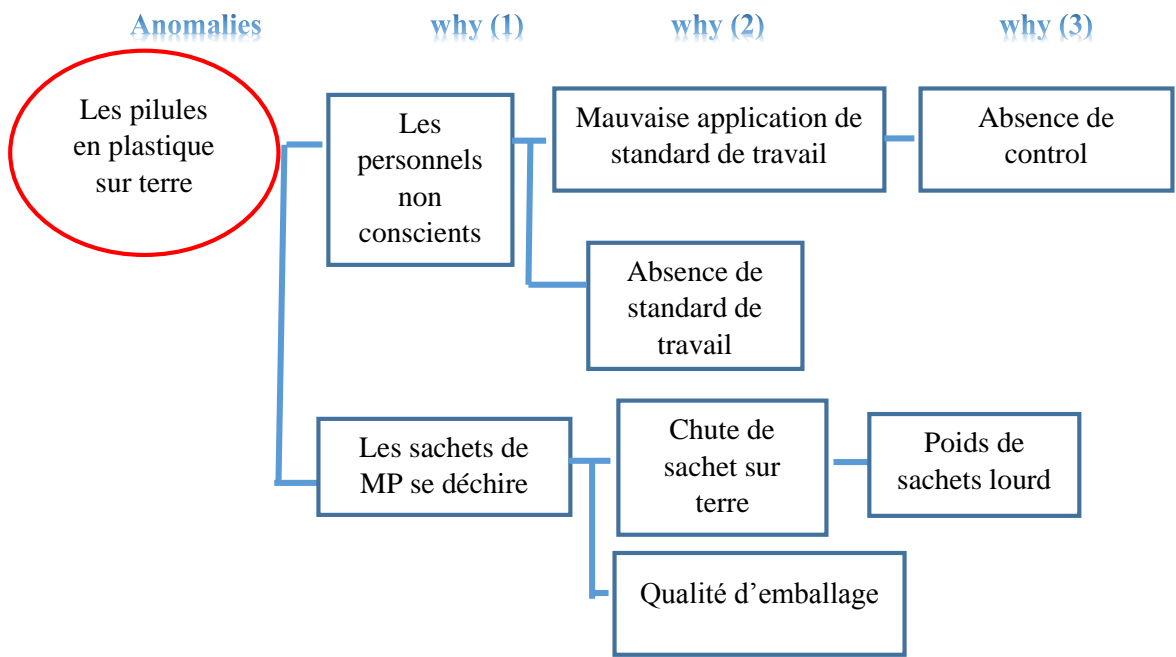 Anomalies why (1) why (2) why (3)
Les pilules
en plastique
sur terre
Les
personnels
non
conscients
Mauvaise application de
standard de travail
Absence de
control
Absence de
standard de
travail
Les sachets de
MP se déchire
Chute de
sachet sur
terre
Poids de
sachets lourd
Qualité d’emballage